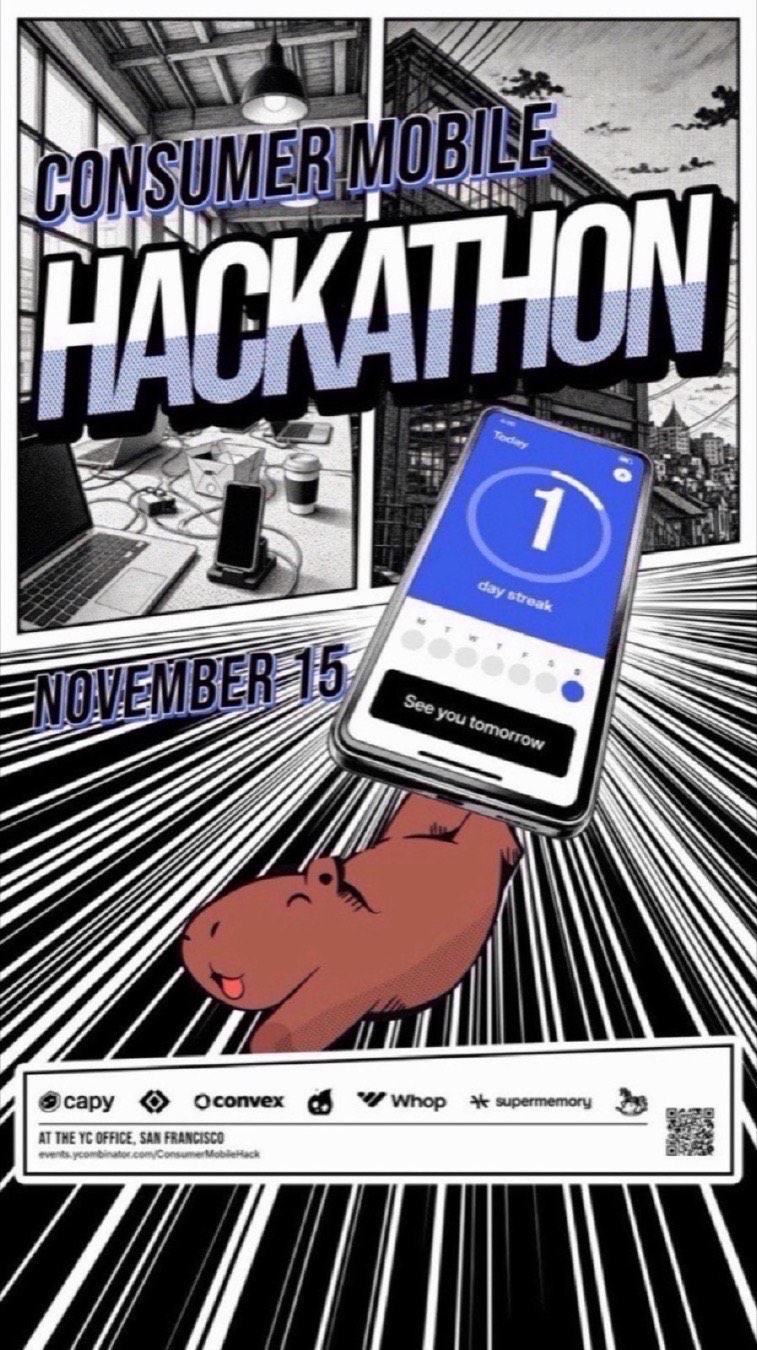 CONSUMER MOBILE
HACKATHON
Today
1
day streak
M T W T F S S
NOVEMBER 15
See you tomorrow
capy convex Whop supermemory
AT THE YC OFFICE, SAN FRANCISCO
events.ycombinator.com/ConsumerMobileHack